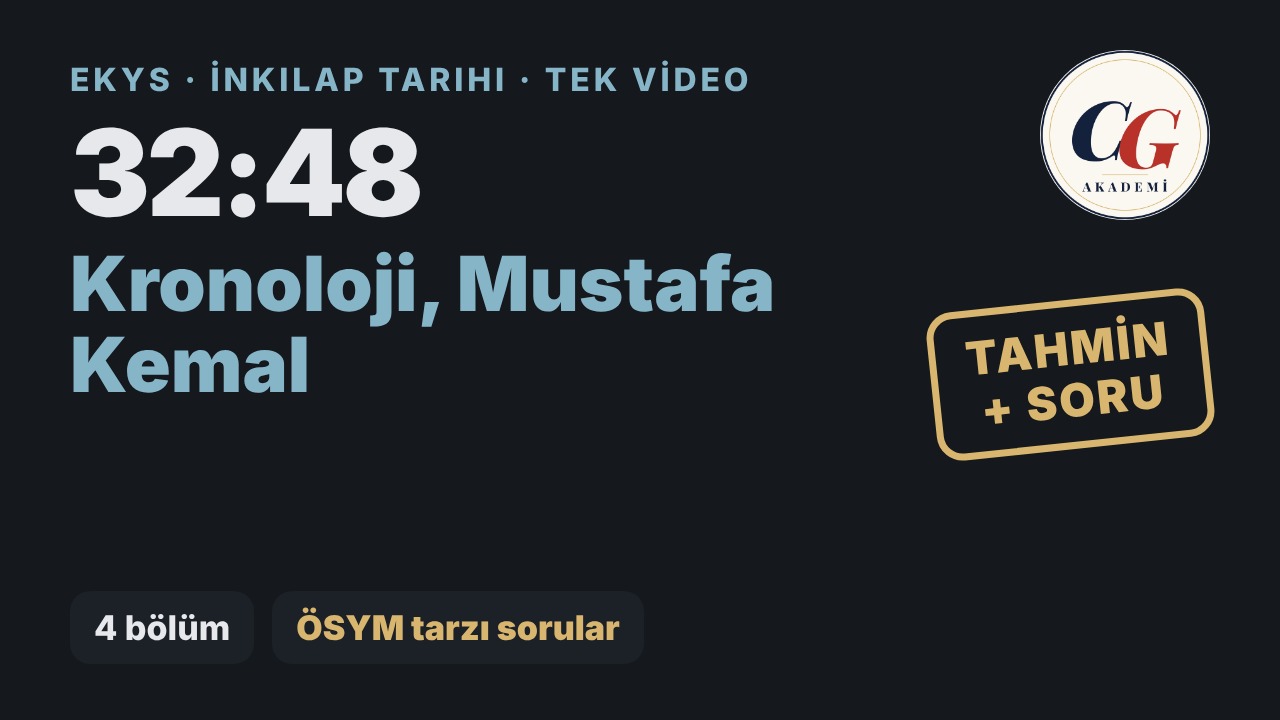 EKYS · İNKILAP TARIHI · TEK VİDEO
32:48
Kronoloji, Mustafa
Kemal
CG
AKADEMİ
TAHMİN
+ SORU
4 bölüm
ÖSYM tarzı sorular